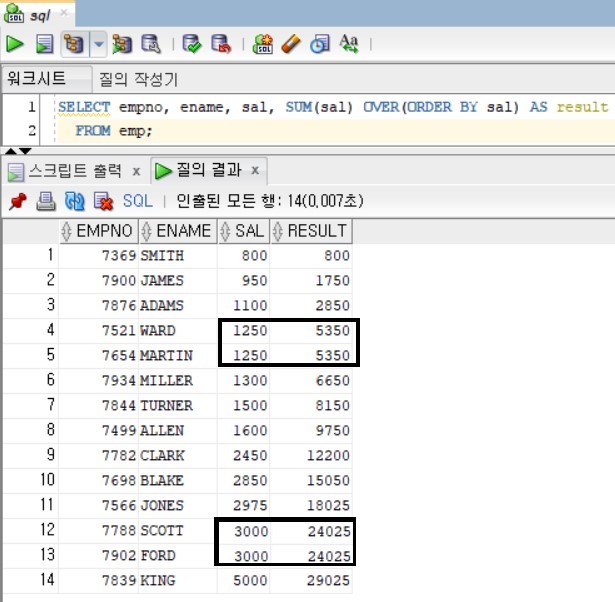 sql
워크시트 질의 작성기
1 SELECT empno, ename, sal, SUM(sal) OVER(ORDER BY sal) AS result
2 FROM emp;
스크립트 출력 x 질의 결과 x
SQL | 인출된 모든 행: 14(0,007초)
EMPNO ENAME SAL RESULT
1 7369 SMITH 800 800
2 7900 JAMES 950 1750
3 7876 ADAMS 1100 2850
4 7521 WARD 1250 5350
5 7654 MARTIN 1250 5350
6 7934 MILLER 1300 6650
7 7844 TURNER 1500 8150
8 7499 ALLEN 1600 9750
9 7782 CLARK 2450 12200
10 7698 BLAKE 2850 15050
11 7566 JONES 2975 18025
12 7788 SCOTT 3000 24025
13 7902 FORD 3000 24025
14 7839 KING 5000 29025